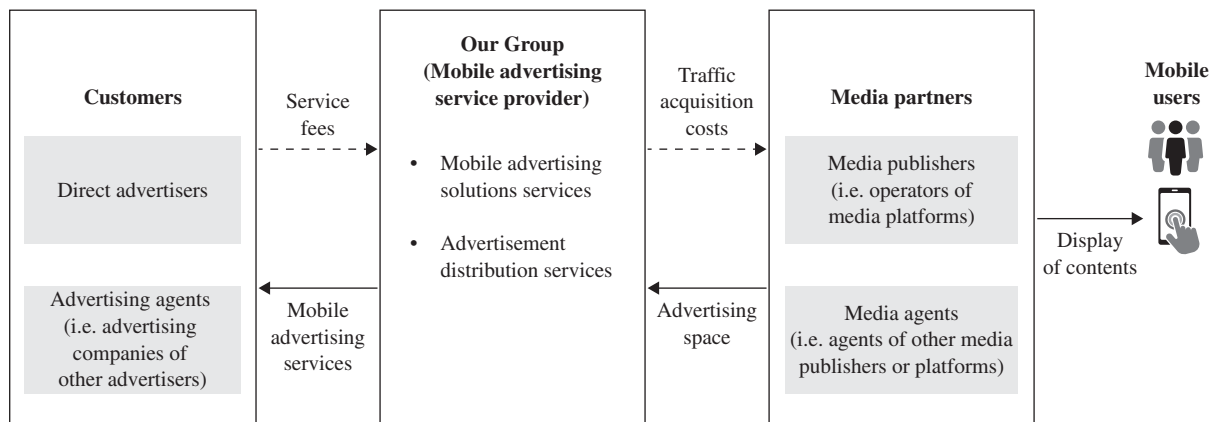 Customers
Direct advertisers
Advertising agents
(i.e. advertising
companies of
other advertisers)
Service
fees
Mobile
advertising
services
Our Group
(Mobile advertising
service provider)
• Mobile advertising
solutions services
• Advertisement
distribution services
Traffic
acquisition
costs
Advertising
space
Media partners
Media publishers
(i.e. operators of
media platforms)
Media agents
(i.e. agents of other media
publishers or platforms)
Display
of contents
Mobile
users